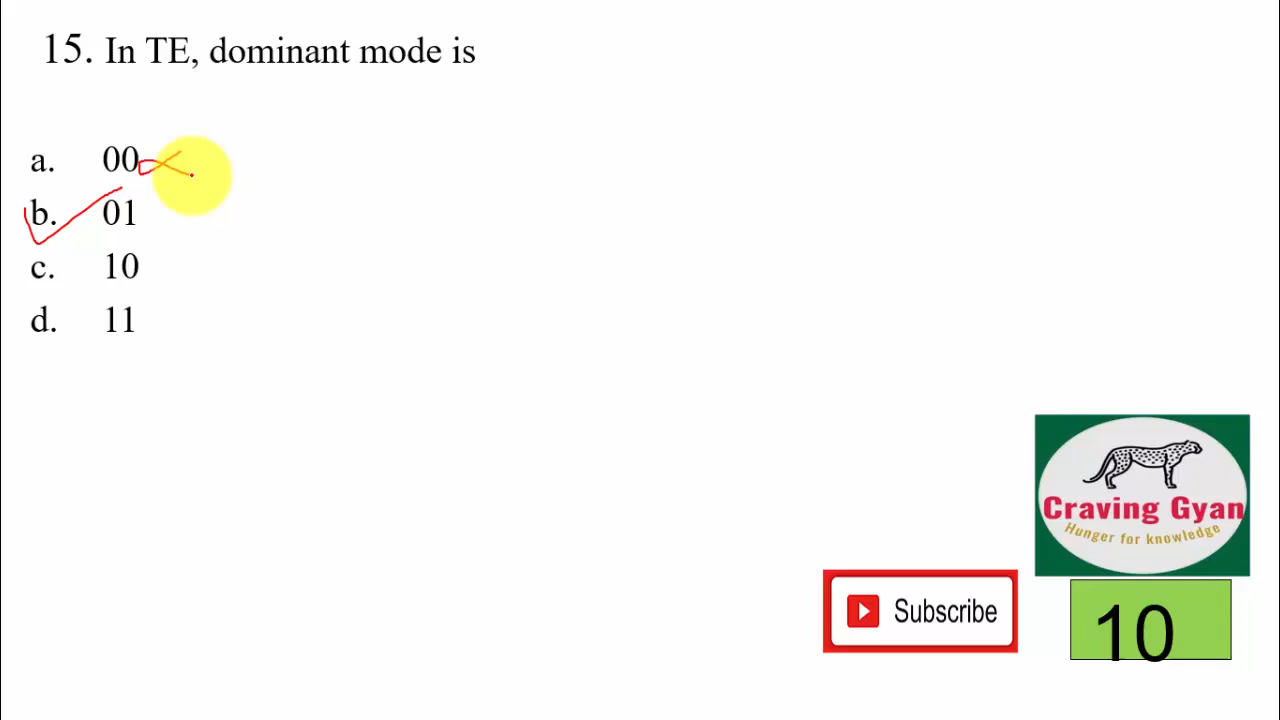 15. In TE, dominant mode is
a. 00
b. 01
c. 10
d. 11
Craving Gyan
Hunger for knowledge
Subscribe
10